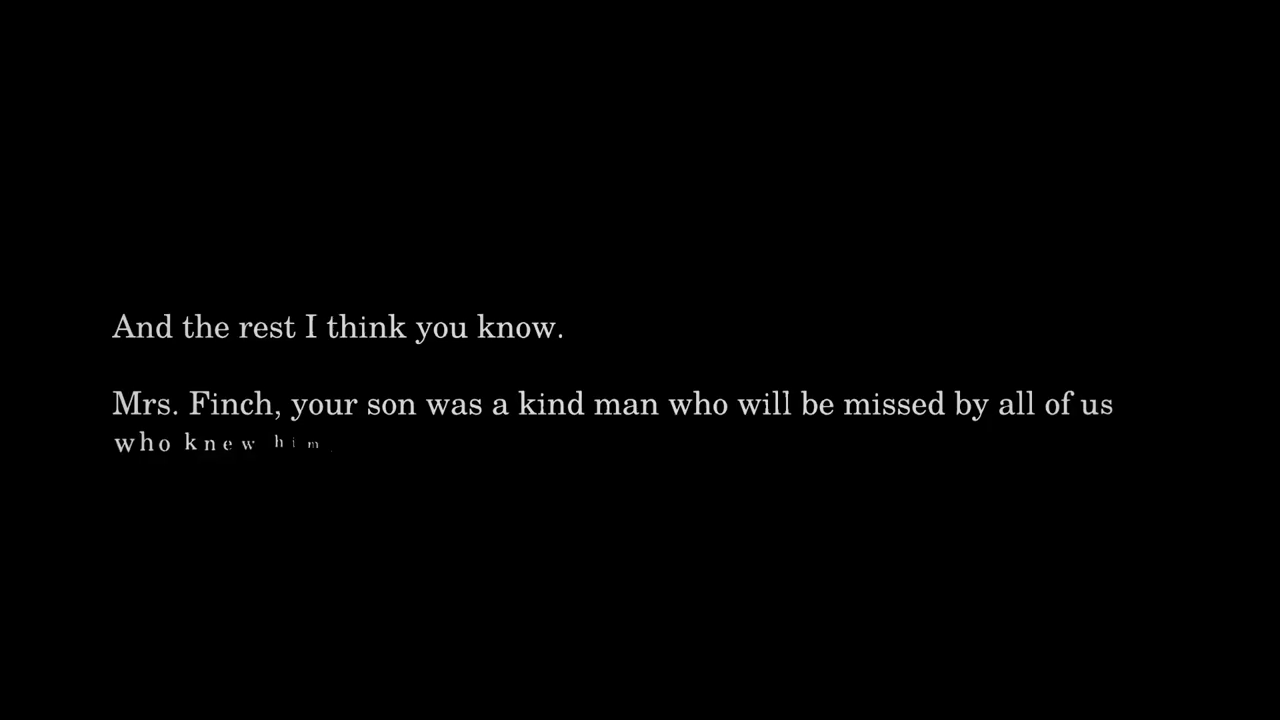 And the rest I think you know.
Mrs. Finch, your son was a kind man who will be missed by all of us
who knew him.